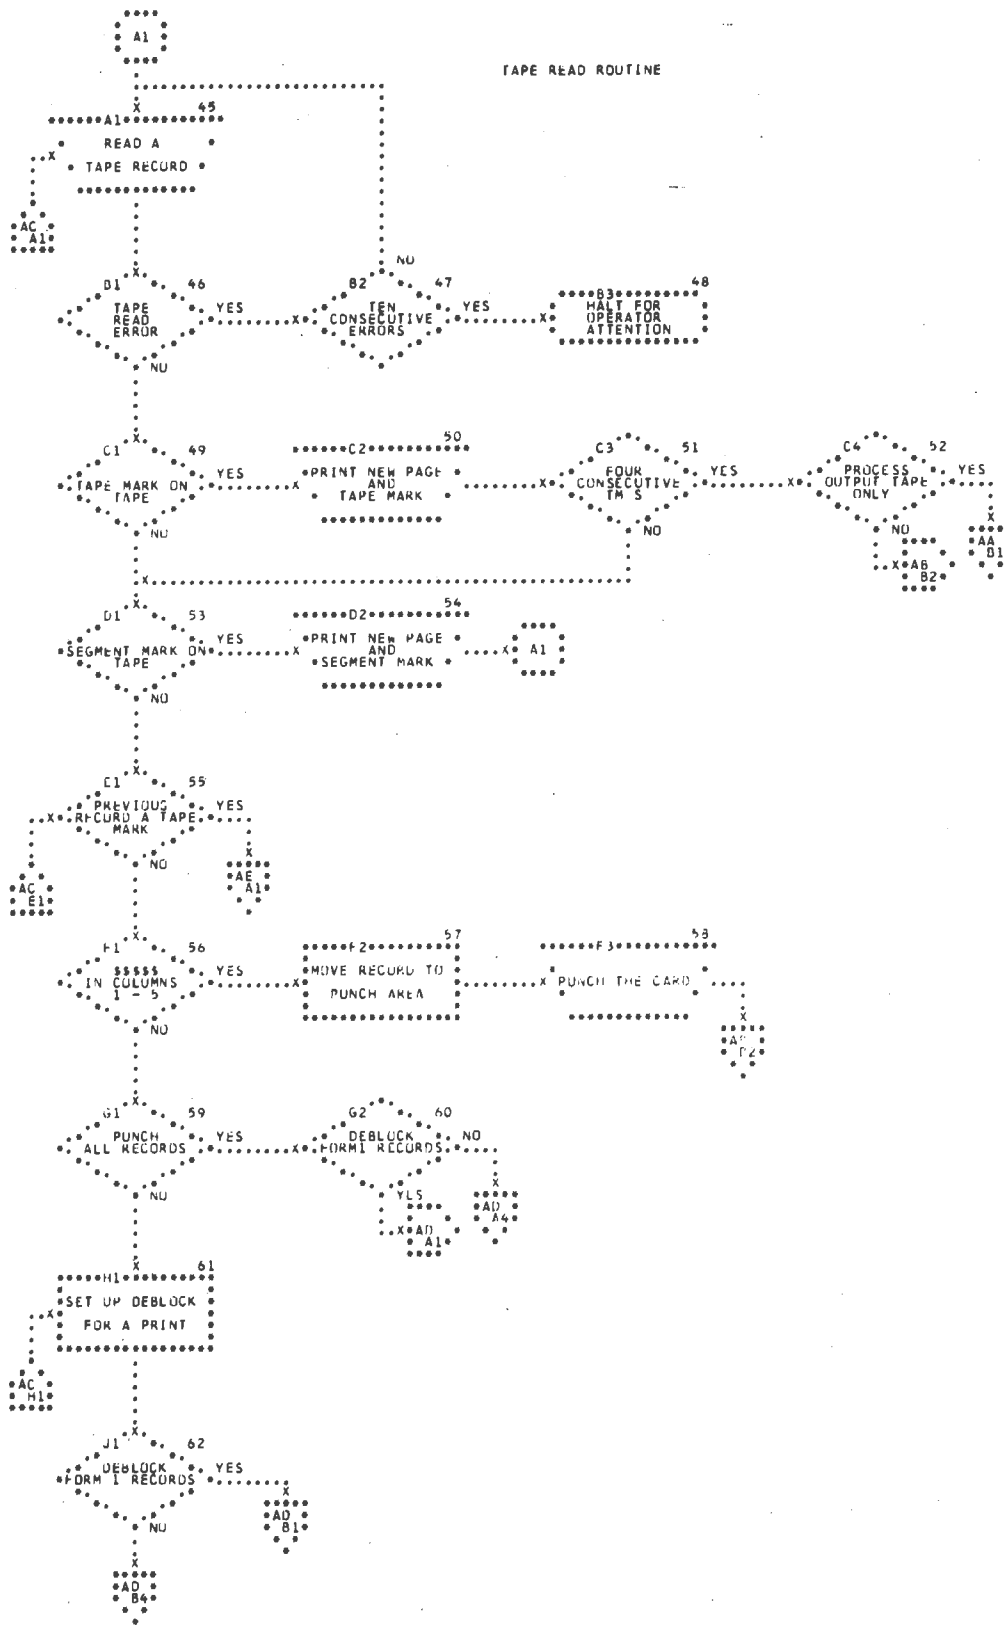 A1
TAPE READ ROUTINE
A1 45
READ A
TAPE RECORD
AC
A1
B1 46
TAPE
READ
ERROR
YES
NO
B2 47
TEN
CONSECUTIVE
ERRORS
NO
YES
B3 48
HALT FOR
OPERATOR
ATTENTION
C1 49
TAPE MARK ON
TAPE
YES
NO
C2 50
PRINT NEW PAGE
AND
TAPE MARK
C3 51
FOUR
CONSECUTIVE
TM S
YES
NO
C4 52
PROCESS
OUTPUT TAPE
ONLY
YES
NO
AA
B1
AB
B2
D1 53
SEGMENT MARK ON
TAPE
YES
NO
D2 54
PRINT NEW PAGE
AND
SEGMENT MARK
A1
E1 55
PREVIOUS
RECORD A TAPE
MARK
YES
NO
AC
E1
AE
A1
F1 56
$$$$$
IN COLUMNS
1 - 5
YES
NO
F2 57
MOVE RECORD TO
PUNCH AREA
F3 58
PUNCH THE CARD
G1 59
PUNCH
ALL RECORDS
YES
NO
G2 60
DEBLOCK
FORM1 RECORDS
NO
YES
AD
A4
AD
A1
H1 61
SET UP DEBLOCK
FOR A PRINT
AC
H1
J1 62
DEBLOCK
FORM 1 RECORDS
YES
NO
AD
B1
AD
B4